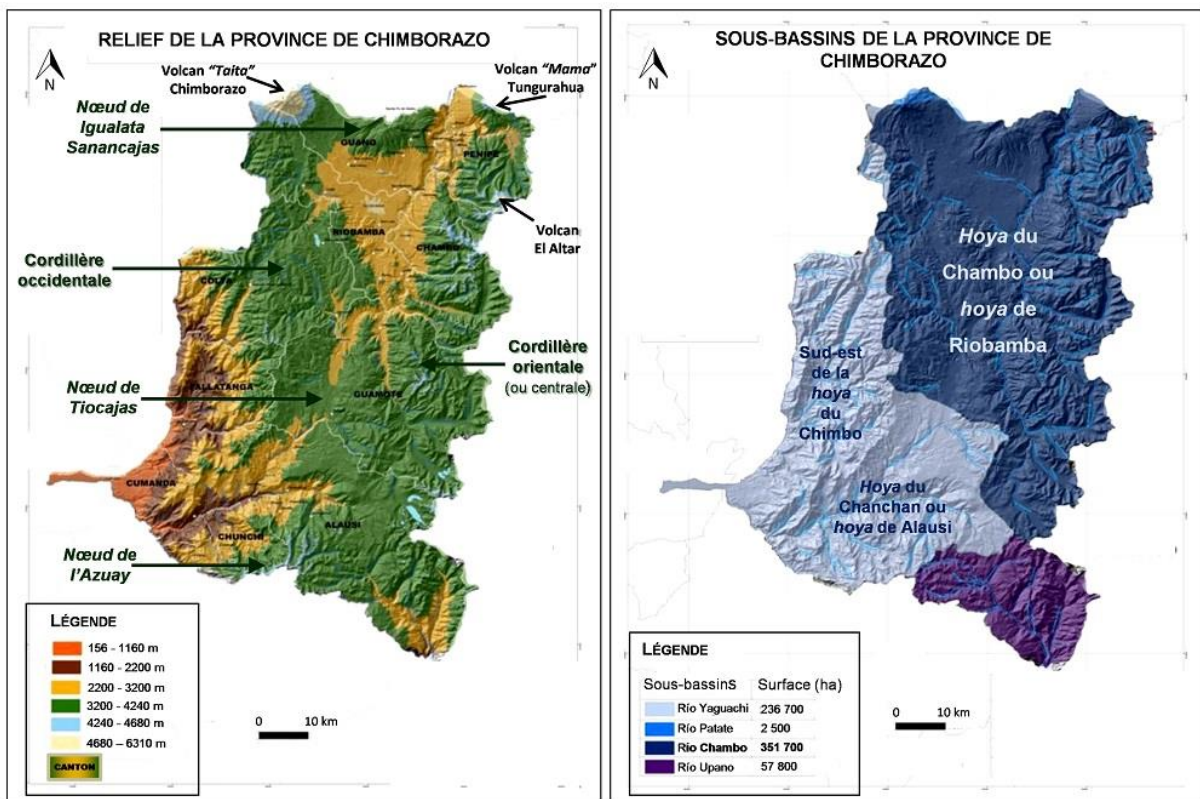 RELIEF DE LA PROVINCE DE CHIMBORAZO
N
Volcan “Taita”
Chimborazo
Volcan “Mama”
Tungurahua
Nœud de
Igualata
Sanancajas
GUANO
PENIPE
Volcan
El Altar
RIOBAMBA
CHAMBO
Cordillère
occidentale
COLTA
Cordillère
orientale
(ou centrale)
PALLATANGA
GUAMOTE
Nœud de
Tiocajas
CUMANDA
ALAUSI
CHUNCHI
Nœud de
l’Azuay
LÉGENDE
156 - 1160 m
1160 - 2200 m
2200 - 3200 m
3200 - 4240 m
4240 - 4680 m
4680 – 6310 m
CANTON
0 10 km
SOUS-BASSINS DE LA PROVINCE DE
CHIMBORAZO
N
Hoya du
Chambo ou
hoya de
Riobamba
Sud-est
de la
hoya
du
Chimbo
Hoya du
Chanchan ou
hoya de Alausi
LÉGENDE
Sous-bassins Surface (ha)
Río Yaguachi 236 700
Río Patate 2 500
Río Chambo 351 700
Río Upano 57 800
0 10 km